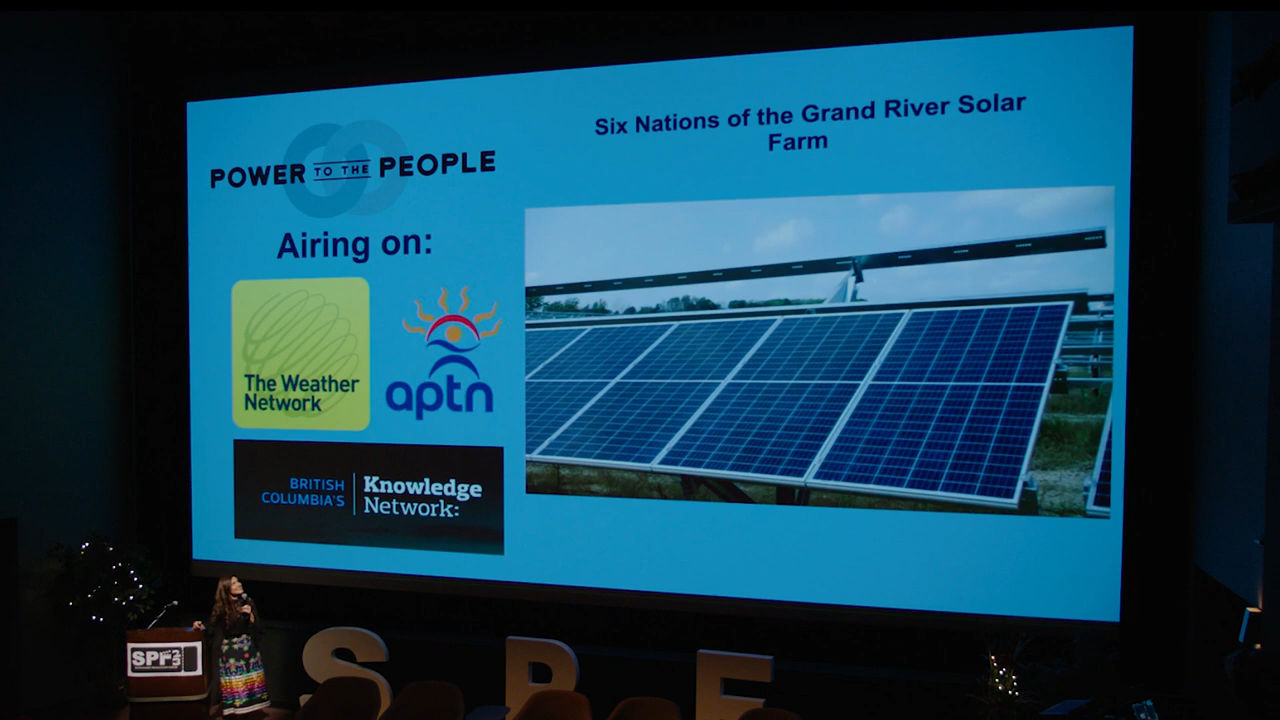 POWER TO THE PEOPLE
Six Nations of the Grand River Solar
Farm
Airing on:
The Weather
Network
aptn
BRITISH
COLUMBIA'S
Knowledge
Network:
SPF
S P F